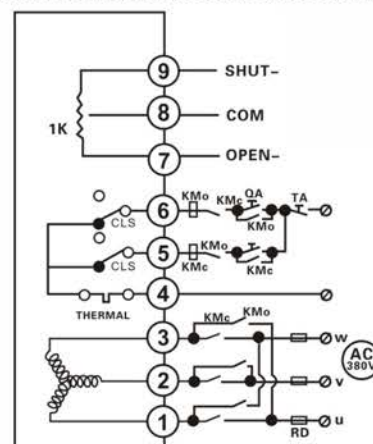 9 SHUT-
8 COM
1K
7 OPEN-
6 KMo KMc QA TA
KMo
CLS
5 KMc KMo
KMc
CLS
4
THERMAL
3 KMc KMo w
AC
380V
2 v
1 u
RD